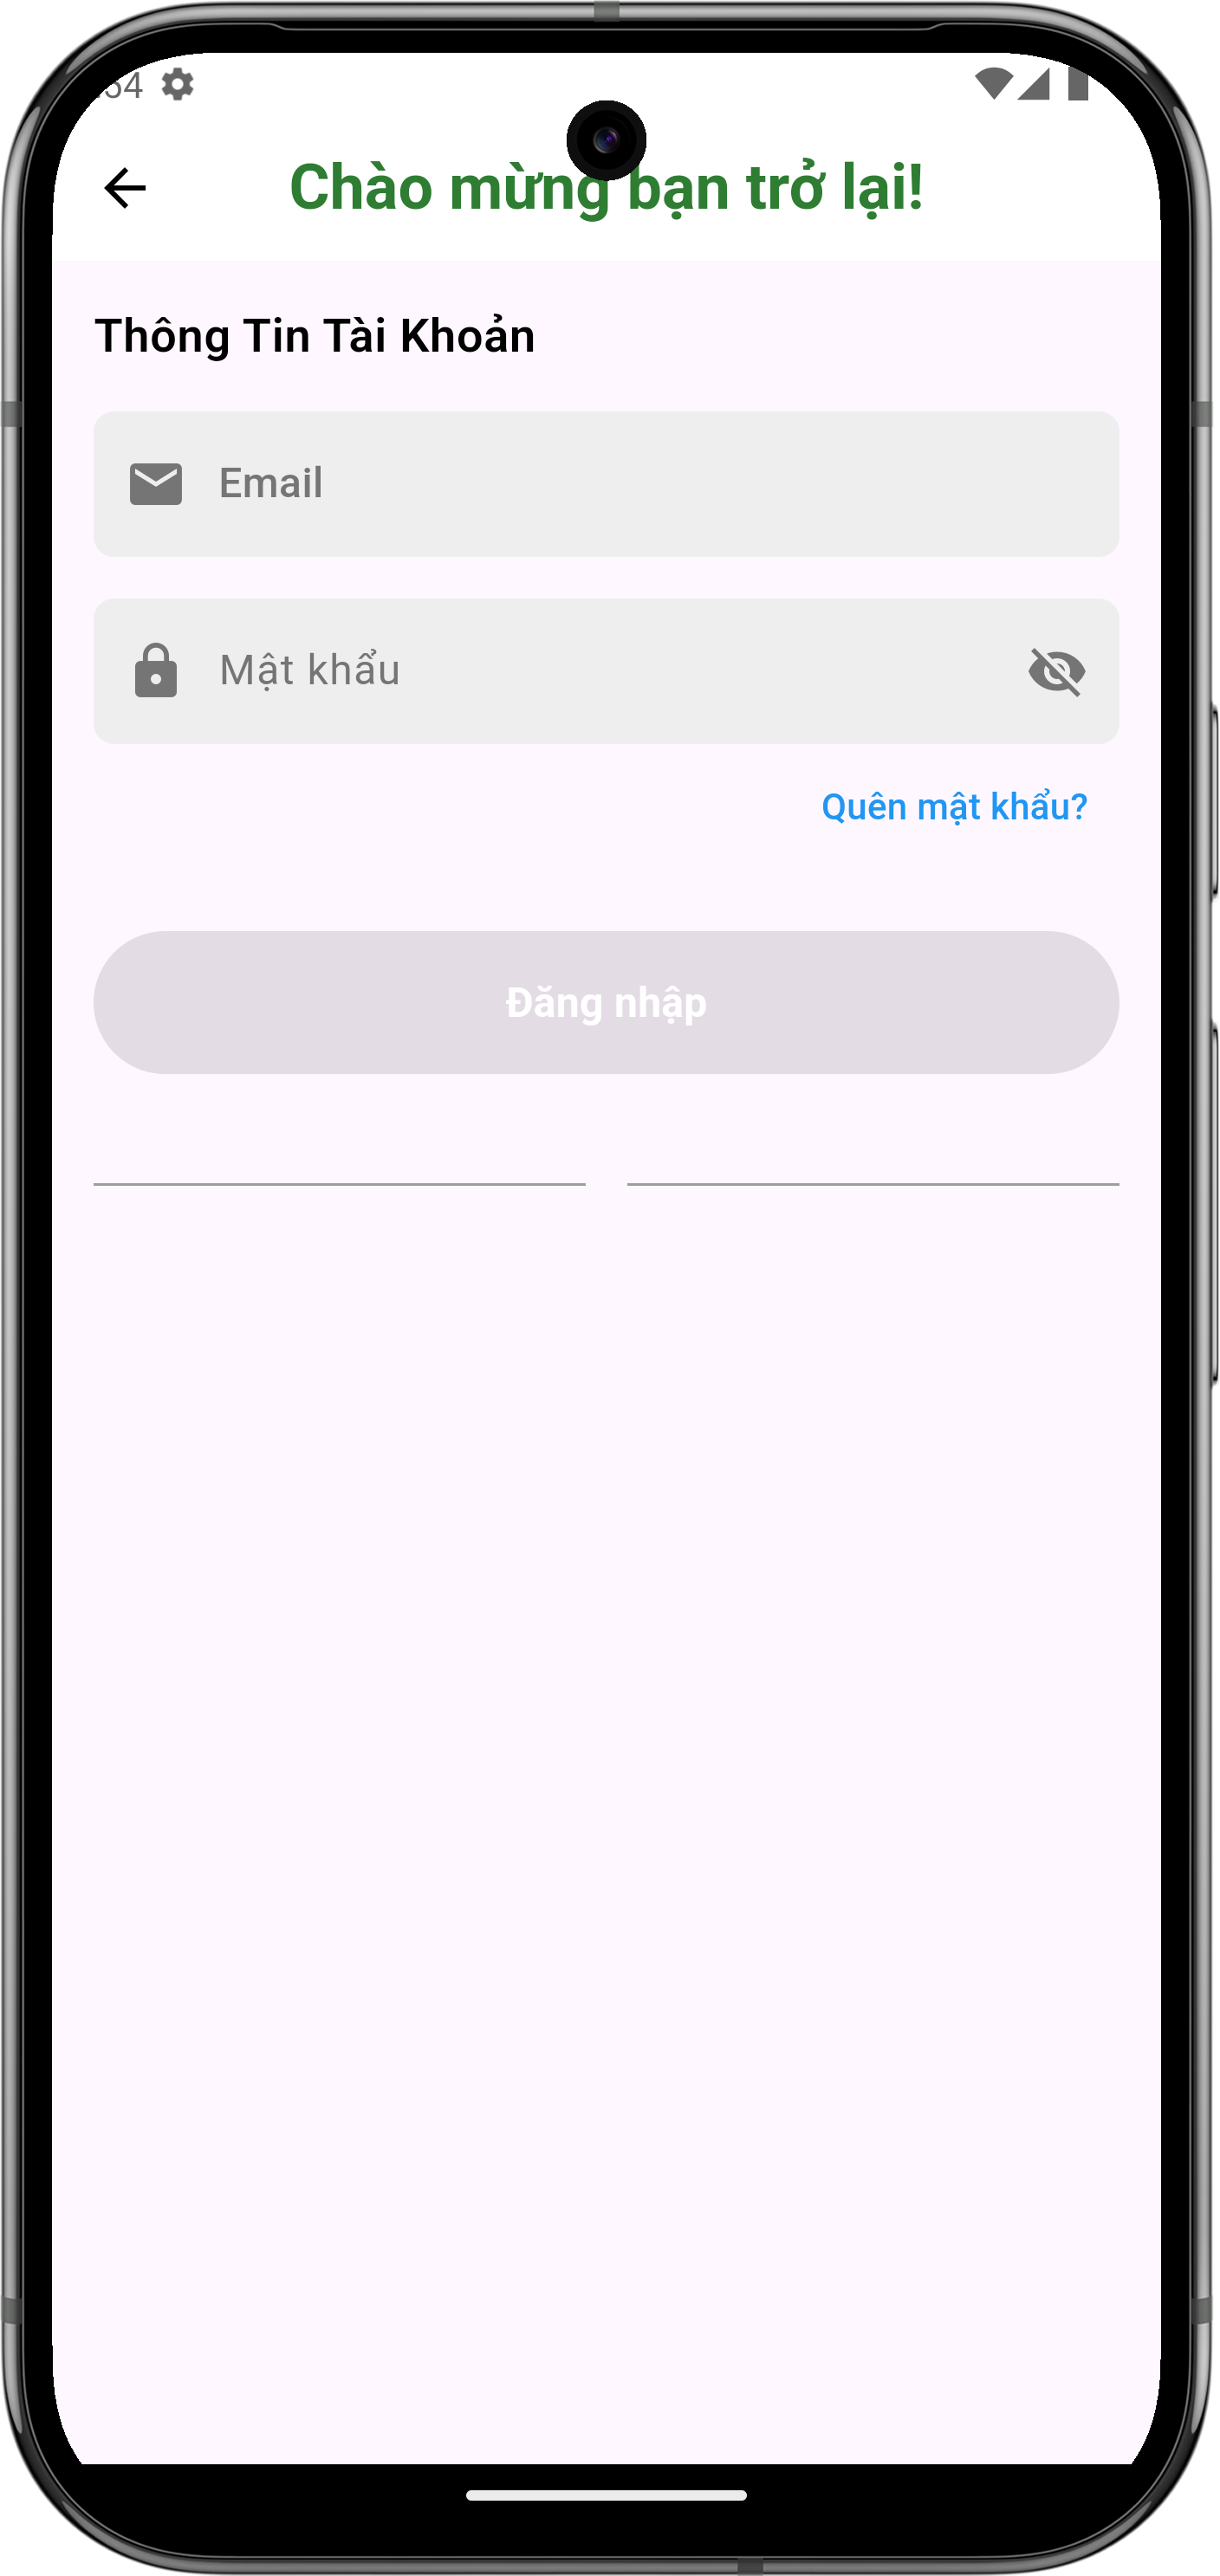 54
Chào mừng bạn trở lại!
Thông Tin Tài Khoản
Email
Mật khẩu
Quên mật khẩu?
Đăng nhập